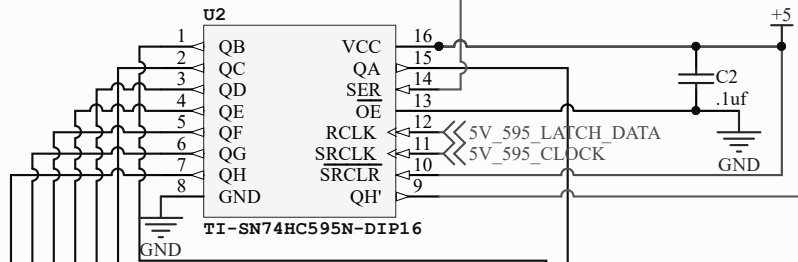 U2
+5
1 QB VCC 16
2 QC QA 15
3 QD SER 14
4 QE OE 13
5 QF RCLK 12 5V_595_LATCH_DATA
6 QG SRCLK 11 5V_595_CLOCK
7 QH SRCLR 10
8 GND QH' 9
C2
.1uf
GND
GND
TI-SN74HC595N-DIP16